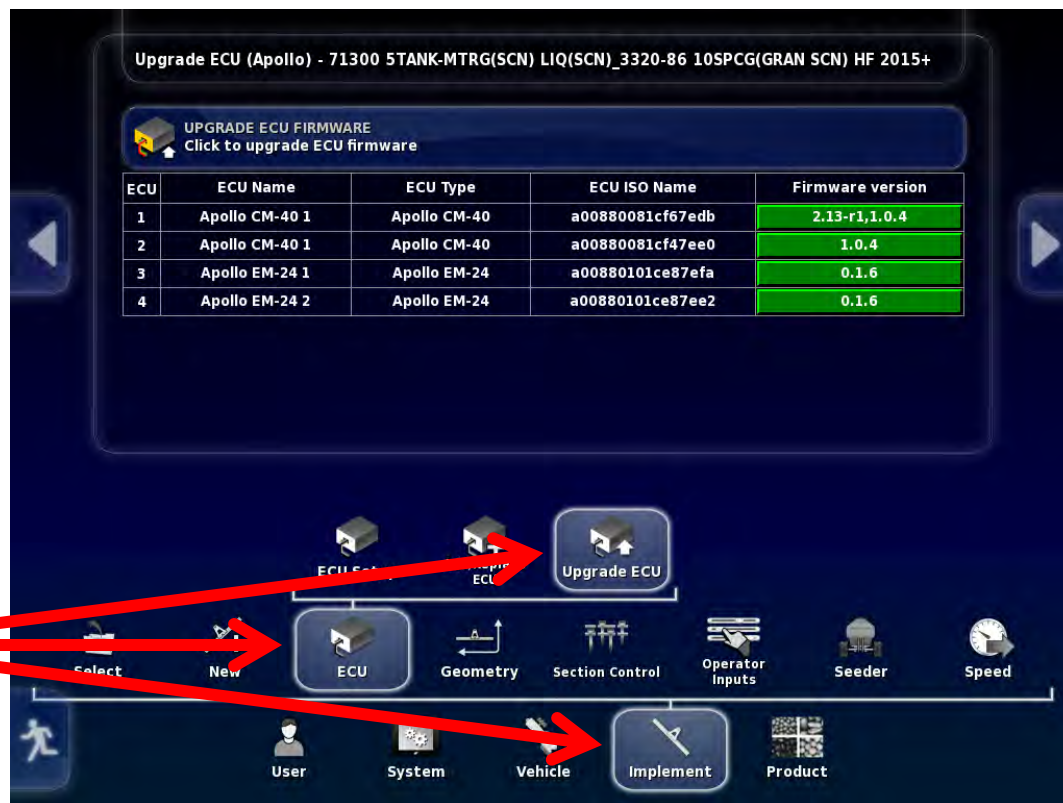 Upgrade ECU (Apollo) - 71300 5TANK-MTRG(SCN) LIQ(SCN)_3320-86 10SPCG(GRAN SCN) HF 2015+
UPGRADE ECU FIRMWARE
Click to upgrade ECU firmware
ECU ECU Name ECU Type ECU ISO Name Firmware version
1 Apollo CM-40 1 Apollo CM-40 a00880081cf67edb 2.13-r1,1.0.4
2 Apollo CM-40 1 Apollo CM-40 a00880081cf47ee0 1.0.4
3 Apollo EM-24 1 Apollo EM-24 a00880101ce87efa 0.1.6
4 Apollo EM-24 2 Apollo EM-24 a00880101ce87ee2 0.1.6
ECU
ECU
Upgrade ECU
Select New ECU Geometry Section Control Operator Inputs Seeder Speed
User System Vehicle Implement Product